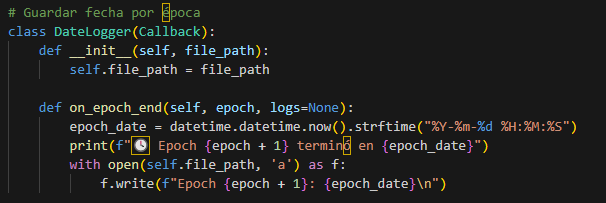 # Guardar fecha por época
class DateLogger(Callback):
    def __init__(self, file_path):
        self.file_path = file_path

    def on_epoch_end(self, epoch, logs=None):
        epoch_date = datetime.datetime.now().strftime("%Y-%m-%d %H:%M:%S")
        print(f"🕒 Epoch {epoch + 1} terminó en {epoch_date}")
        with open(self.file_path, 'a') as f:
            f.write(f"Epoch {epoch + 1}: {epoch_date}\n")